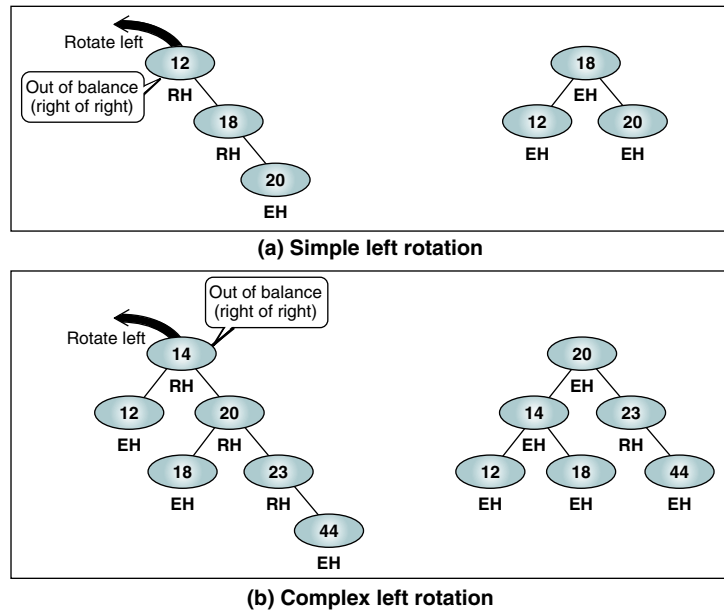 Rotate left
12
Out of balance
(right of right)
RH
18
RH
20
EH
18
EH
12
20
EH
EH
(a) Simple left rotation
Out of balance
(right of right)
Rotate left
14
RH
12
20
EH
RH
18
23
EH
RH
44
EH
20
EH
14
23
EH
RH
12
18
44
EH
EH
EH
(b) Complex left rotation